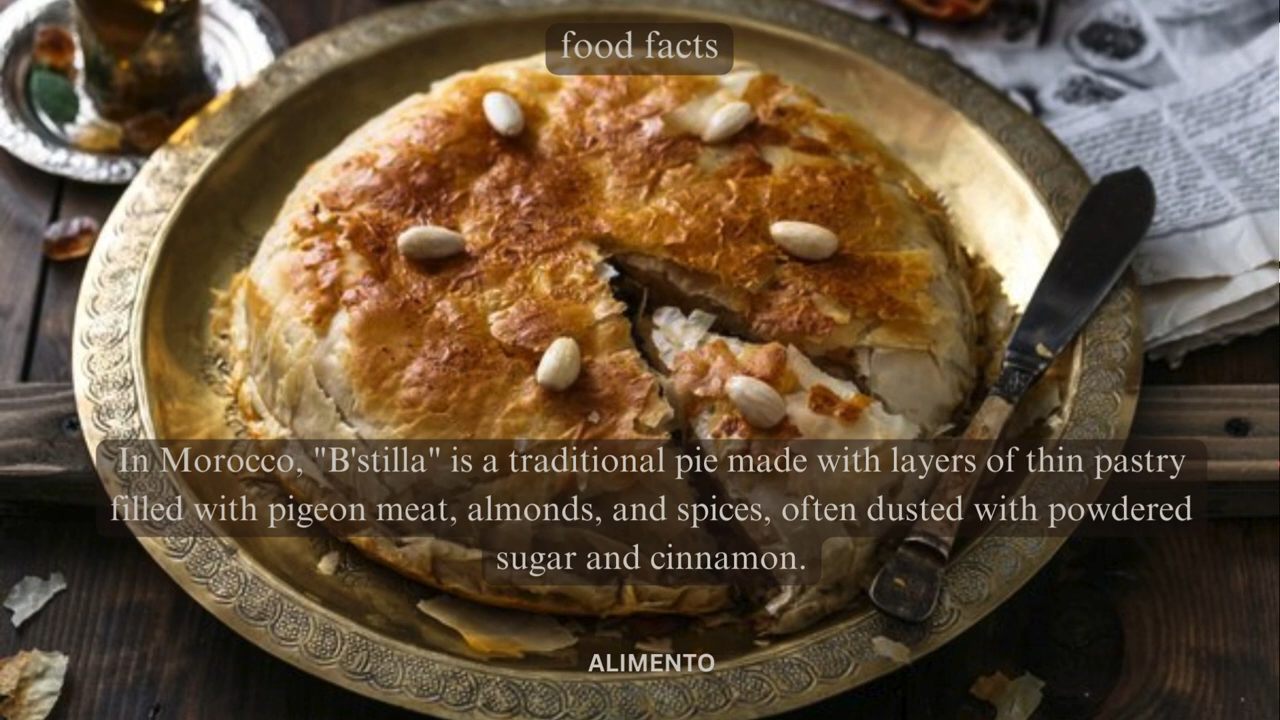 food facts
In Morocco, "B'stilla" is a traditional pie made with layers of thin pastry
filled with pigeon meat, almonds, and spices, often dusted with powdered
sugar and cinnamon.
ALIMENTO